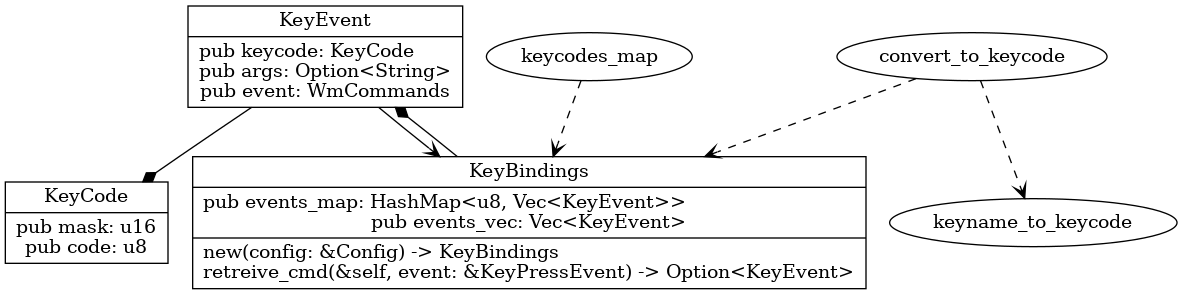 KeyEvent
pub keycode: KeyCode
pub args: Option<String>
pub event: WmCommands
keycodes_map
convert_to_keycode
KeyCode
pub mask: u16
pub code: u8
KeyBindings
pub events_map: HashMap<u8, Vec<KeyEvent>>
pub events_vec: Vec<KeyEvent>
new(config: &Config) -> KeyBindings
retreive_cmd(&self, event: &KeyPressEvent) -> Option<KeyEvent>
keyname_to_keycode